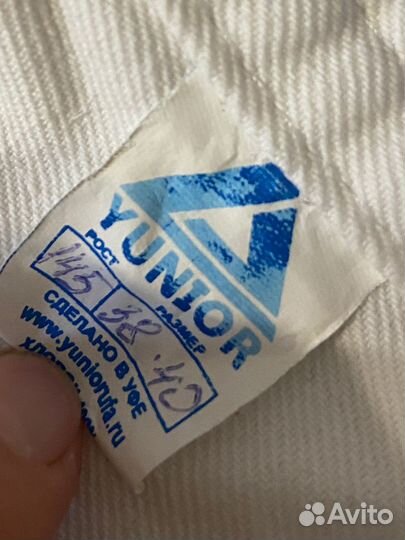 YUNIOR
РОСТ РАЗМЕР
145 38-40
СДЕЛАНО В УФЕ
www.yuniorufa.ru
Avito